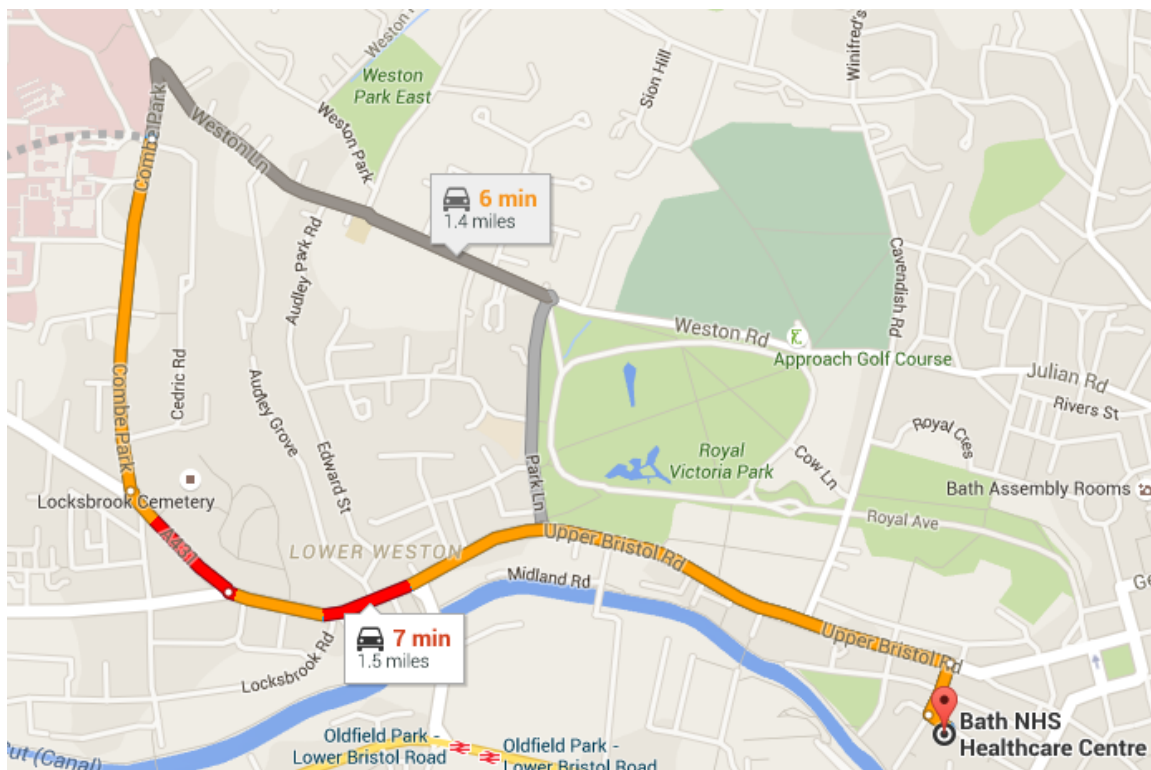 Weston
Park East
Weston Park
Weston Ln
Sion Hill
Winifred's
Combe Park
6 min
1.4 miles
Audley Park Rd
Cavendish Rd
Weston Rd
Approach Golf Course
Julian Rd
Rivers St
Cedric Rd
Combe Park
Audley Grove
Royal Cres
Edward St
Royal
Victoria Park
Cow Ln
Park Ln
Locksbrook Cemetery
Bath Assembly Rooms
Royal Ave
A431
LOWER WESTON
Upper Bristol Rd
Midland Rd
7 min
1.5 miles
Upper Bristol Rd
Locksbrook Rd
Bath NHS
Healthcare Centre
Oldfield Park -
Lower Bristol Road
Oldfield Park -
Lower Bristol Road
Cut (Canal)